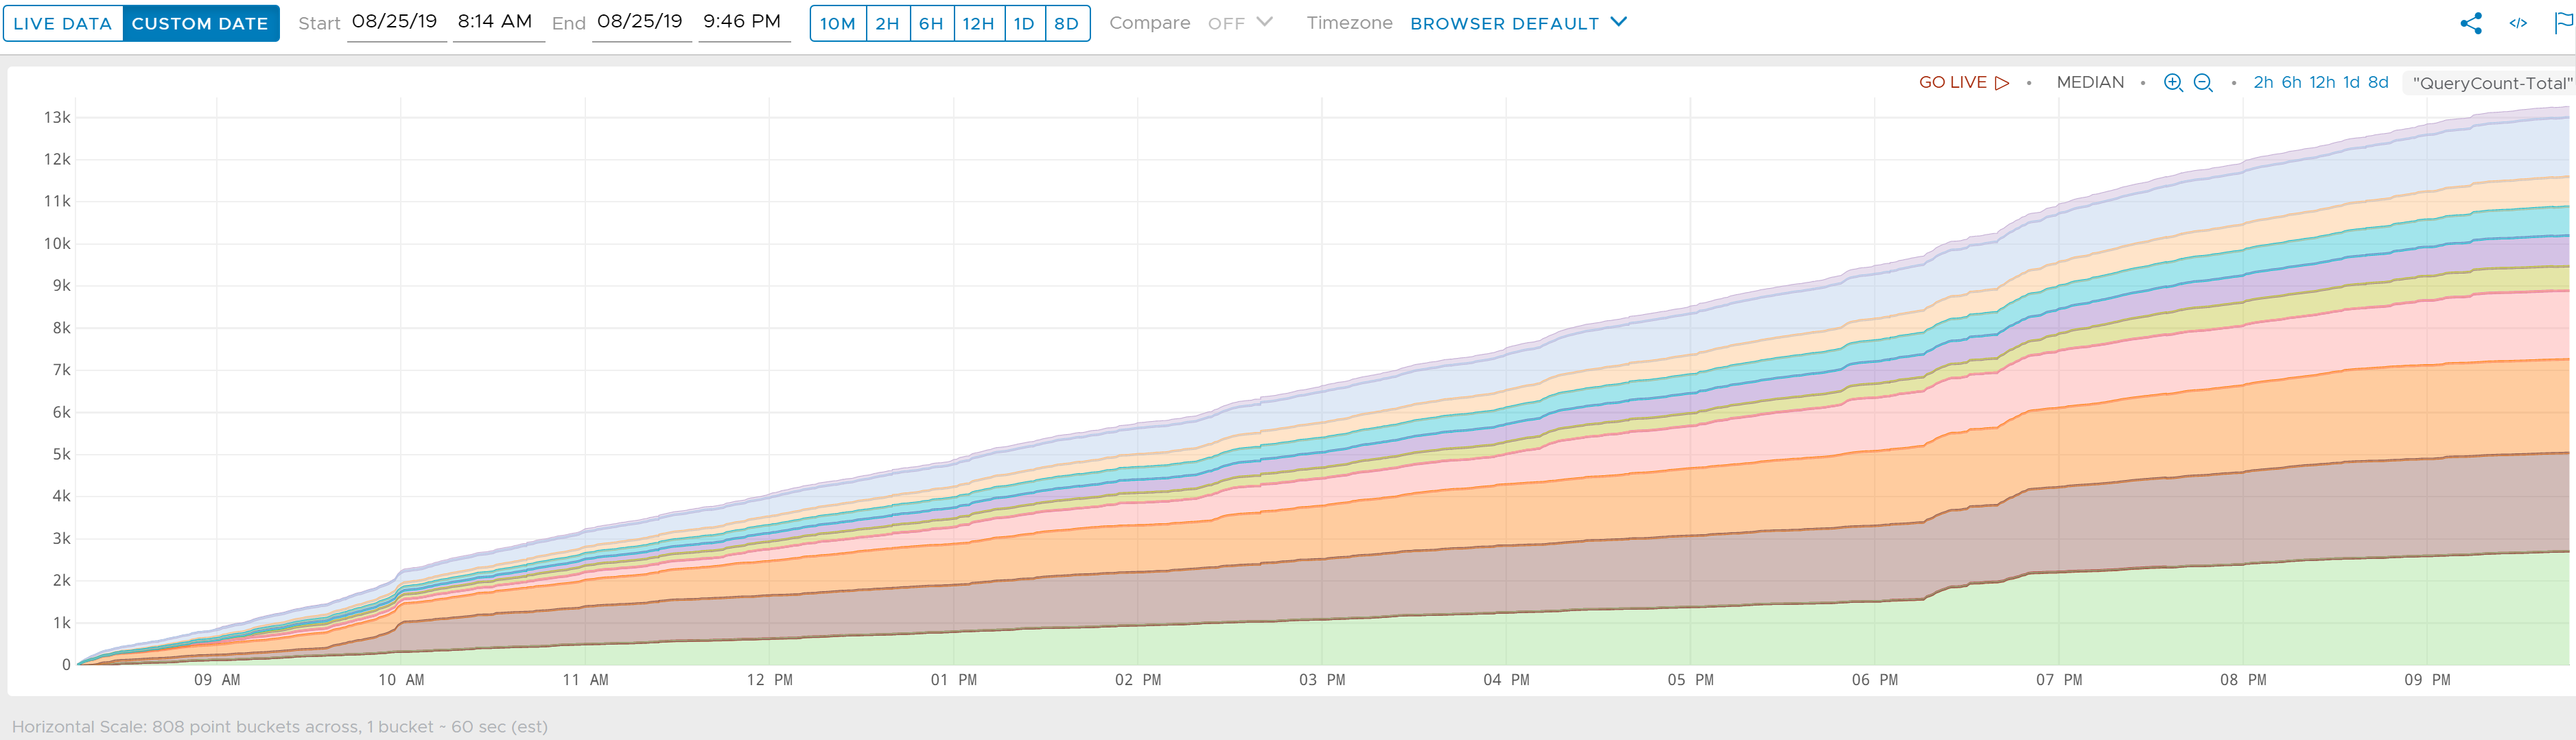 LIVE DATA CUSTOM DATE Start 08/25/19 8:14 AM End 08/25/19 9:46 PM 10M 2H 6H 12H 1D 8D Compare OFF Timezone BROWSER DEFAULT </>
GO LIVE • MEDIAN • • 2h 6h 12h 1d 8d "QueryCount-Total"
13k
12k
11k
10k
9k
8k
7k
6k
5k
4k
3k
2k
1k
0
09 AM 10 AM 11 AM 12 PM 01 PM 02 PM 03 PM 04 PM 05 PM 06 PM 07 PM 08 PM 09 PM
Horizontal Scale: 808 point buckets across, 1 bucket ~ 60 sec (est)